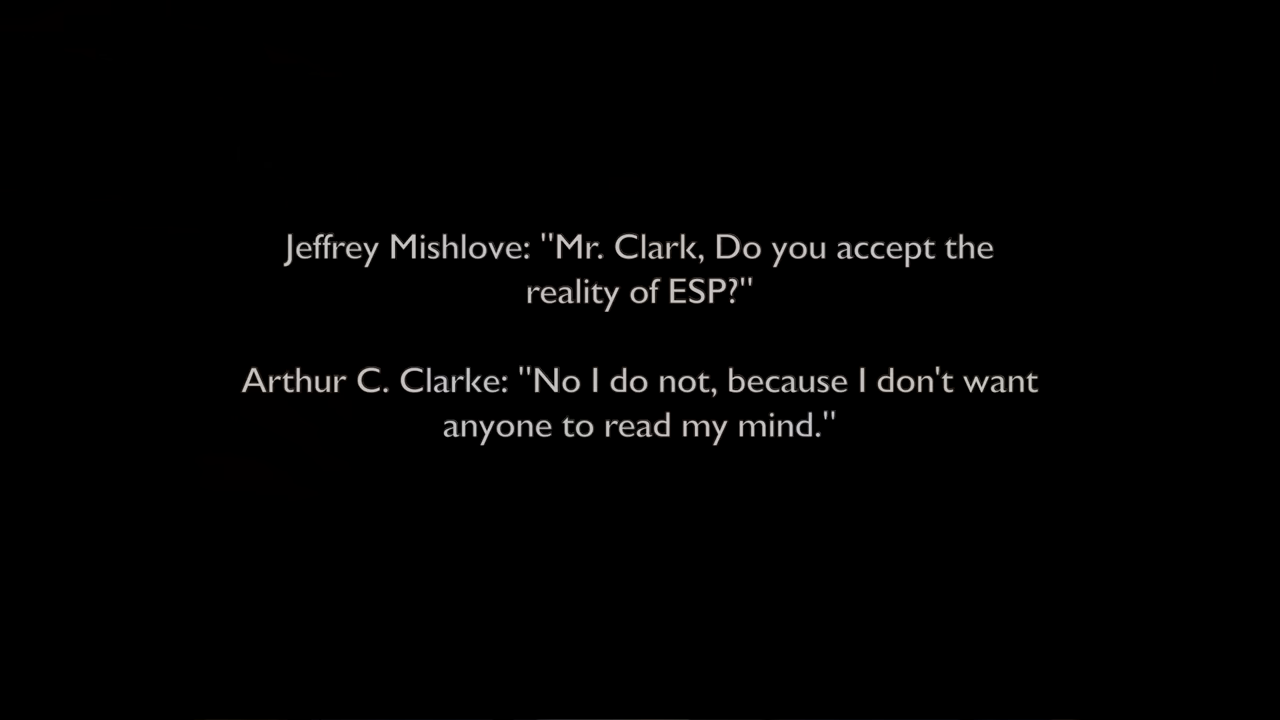 Jeffrey Mishlove: "Mr. Clark, Do you accept the
reality of ESP?"
Arthur C. Clarke: "No I do not, because I don't want
anyone to read my mind."